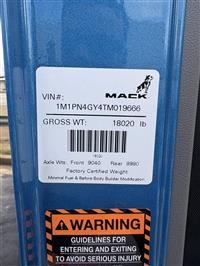 MACK
VIN#:
1M1PN4GY4TM019666
GROSS WT: 18020 lb
18020
Axle Wts: Front 9040 Rear 8980
Factory Certified Weight
Minimal Fuel & Before Body Builder Modification
WARNING
GUIDELINES FOR
ENTERING AND EXITING
TO AVOID SERIOUS INJURY